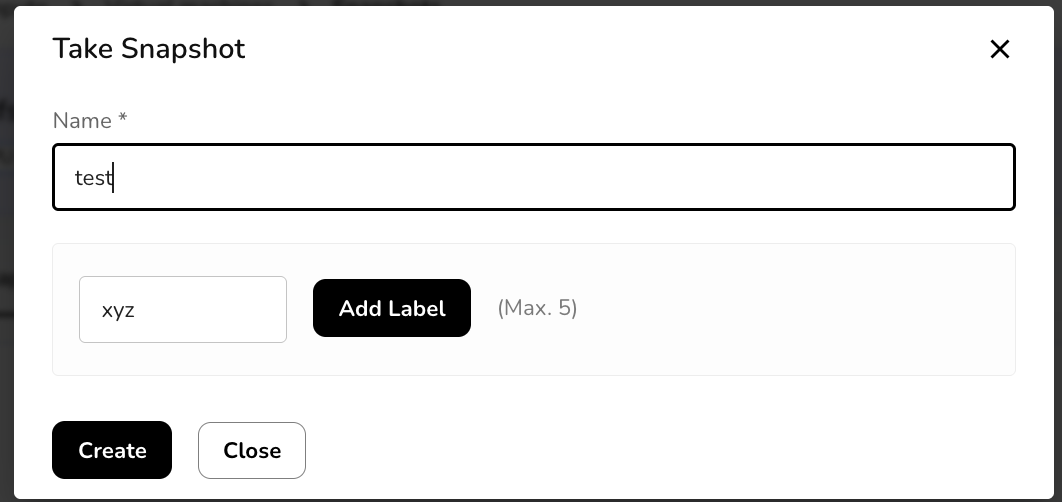 Take Snapshot
Name *
test
xyz
Add Label
(Max. 5)
Create
Close